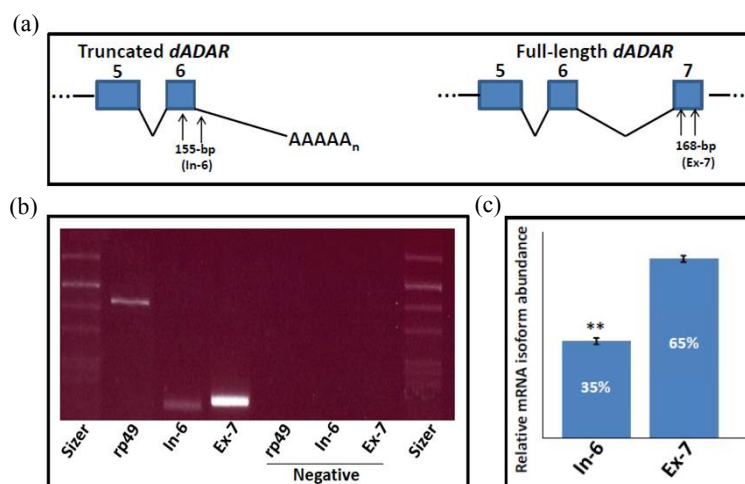 (a)
Truncated dADAR
Full-length dADAR
5 6
5 6 7
155-bp
(In-6)
AAAAAn
168-bp
(Ex-7)
(b)
Sizer rp49 In-6 Ex-7 rp49 In-6 Ex-7 Sizer
Negative
(c)
Relative mRNA isoform abundance
**
35%
65%
In-6 Ex-7